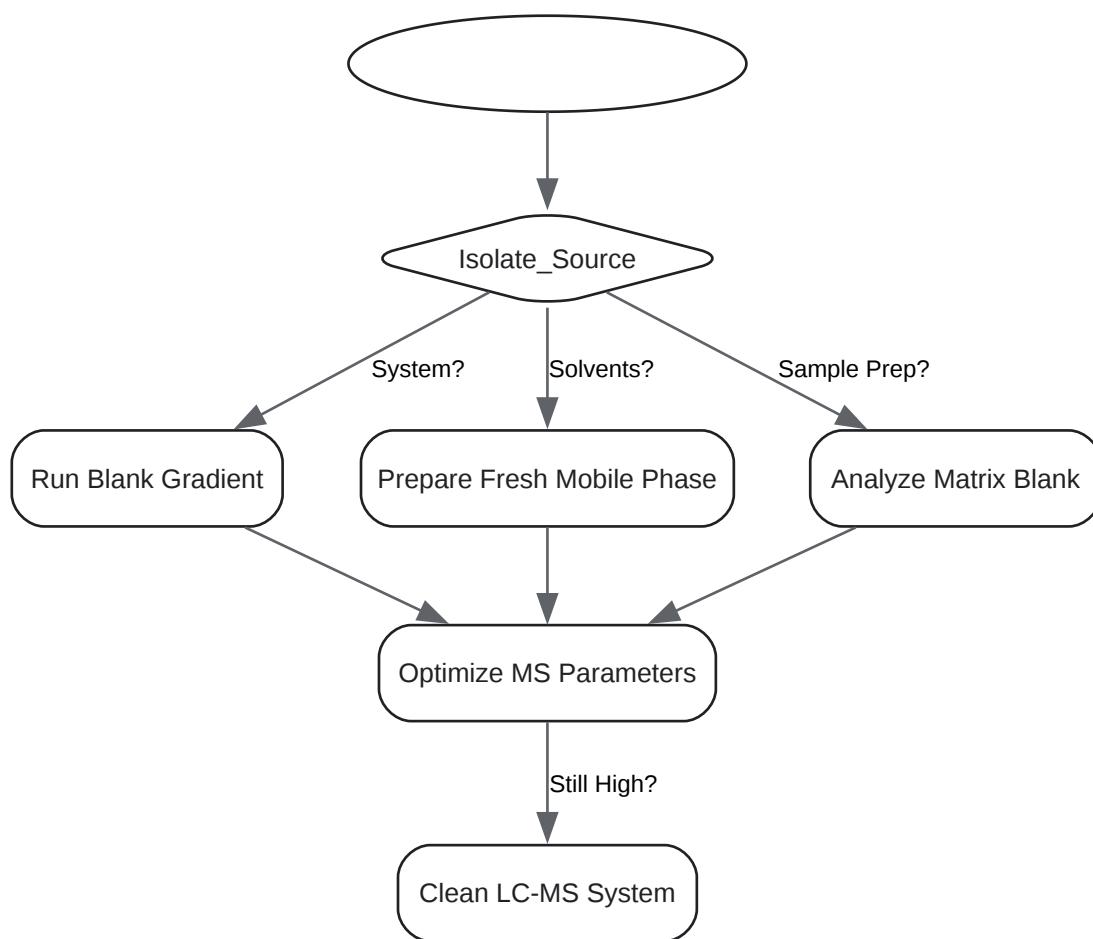 Isolate_Source
System?
Solvents?
Sample Prep?
Run Blank Gradient
Prepare Fresh Mobile Phase
Analyze Matrix Blank
Optimize MS Parameters
Still High?
Clean LC-MS System